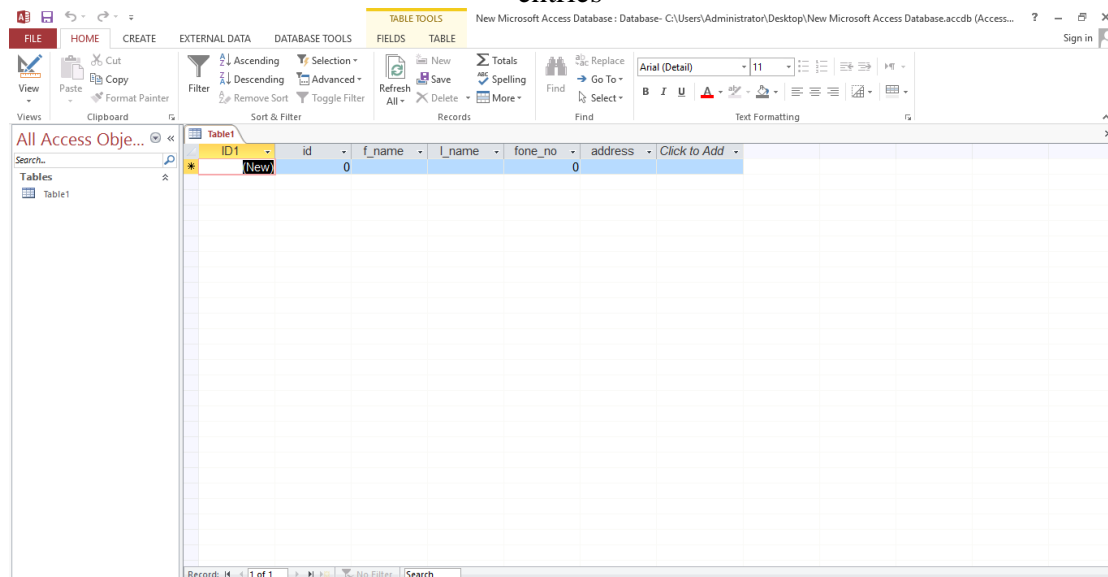 entries
TABLE TOOLS New Microsoft Access Database : Database- C:\Users\Administrator\Desktop\New Microsoft Access Database.accdb (Access... ?
FILE HOME CREATE EXTERNAL DATA DATABASE TOOLS FIELDS TABLE Sign in
View Paste Cut Copy Format Painter
Filter Ascending Descending Remove Sort Selection Advanced Toggle Filter
Refresh All New Save Delete Totals Spelling More
Find Replace Go To Select
Arial (Detail) 11
B I U A
Views Clipboard Sort & Filter Records Find Text Formatting
All Access Obje... «
Search...
Tables
Table1
Table1
ID1 id f_name l_name fone_no address Click to Add
* (New) 0 0
Record: 1 of 1 No Filter Search